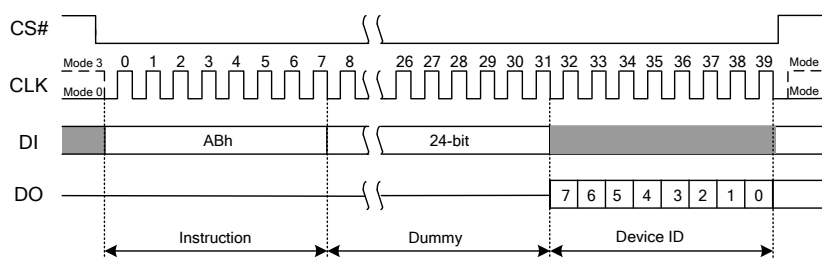 CS#
Mode 3 0 1 2 3 4 5 6 7 8 26 27 28 29 30 31 32 33 34 35 36 37 38 39 Mode
CLK
Mode 0 Mode
DI ABh 24-bit
DO 7 6 5 4 3 2 1 0
Instruction Dummy Device ID